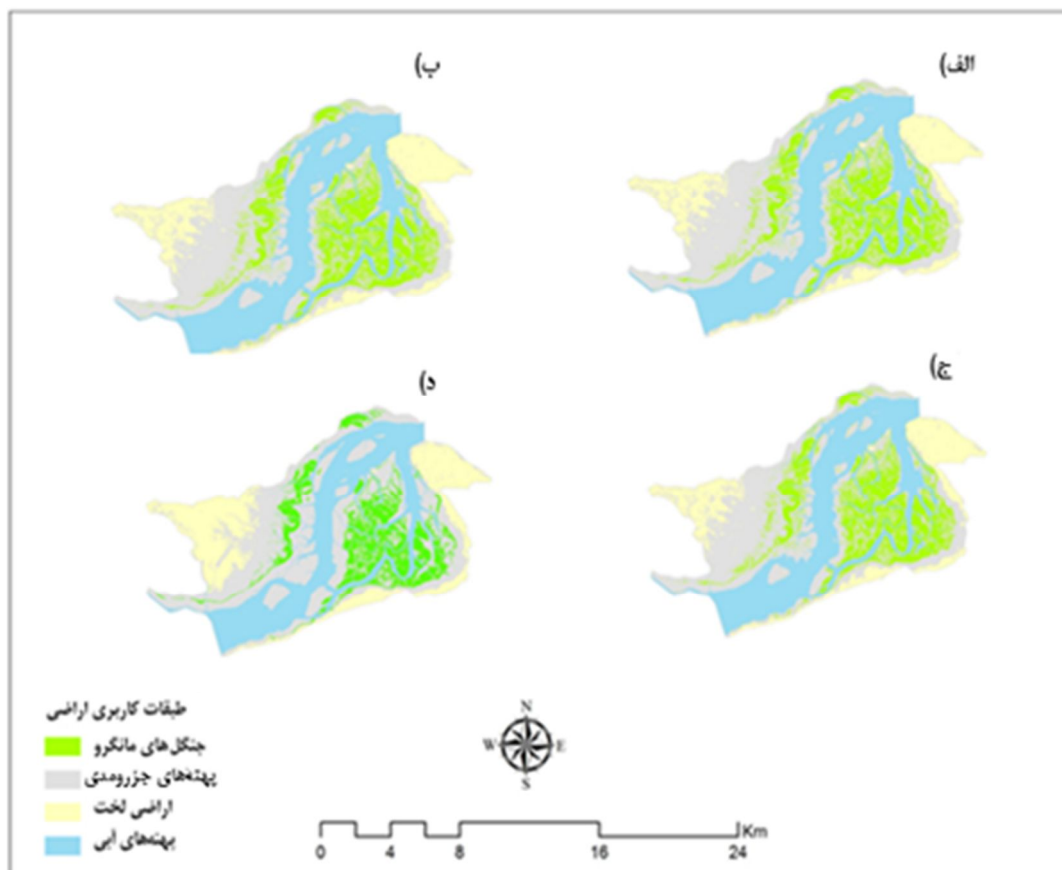 الف)
ب)
ج)
د)
طبقات کاربری اراضی
جنگل‌های مانگرو
پهنه‌های جزرومدی
اراضی لخت
پهنه‌های آبی
N
W E
S
Km
0 4 8 16 24